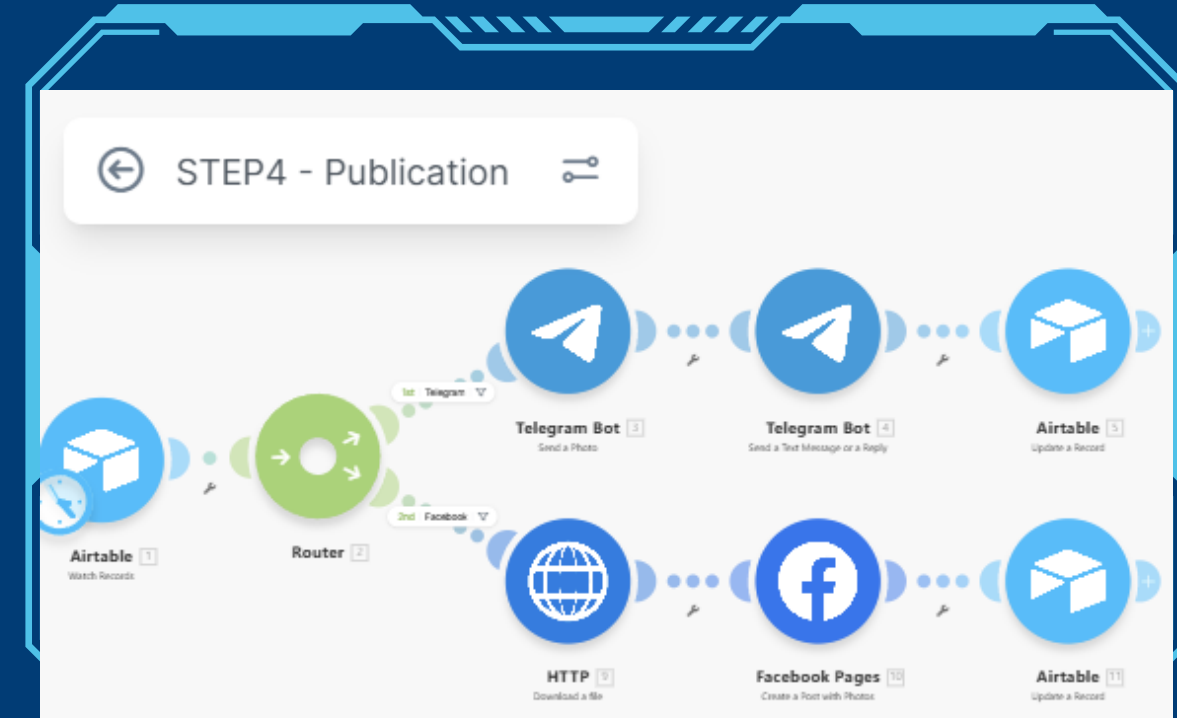 STEP4 - Publication
1st Telegram
Telegram Bot 3
Send a Photo
Telegram Bot 4
Send a Text Message or a Reply
Airtable 5
Update a Record
Airtable 1
Watch Records
Router 2
2nd Facebook
HTTP 9
Download a file
Facebook Pages 10
Create a Post with Photos
Airtable 11
Update a Record